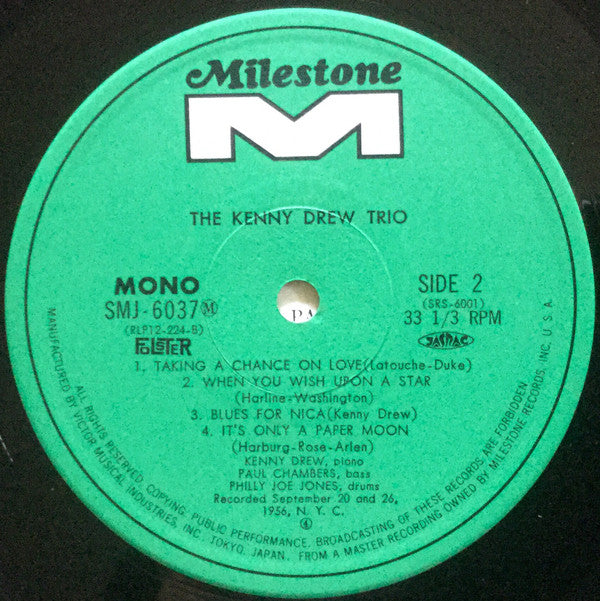 Milestone
M
THE KENNY DREW TRIO
MONO
SMJ-6037 Ⓜ
(RLP12-224-B)
FOLSTER
SIDE 2
(SRS-6001)
33 1/3 RPM
JASRAC
1. TAKING A CHANCE ON LOVE(Latouche-Duke)
2. WHEN YOU WISH UPON A STAR
(Harline-Washington)
3. BLUES FOR NICA(Kenny Drew)
4. IT'S ONLY A PAPER MOON
(Harburg-Rose-Arlen)
KENNY DREW, piano
PAUL CHAMBERS, bass
PHILLY JOE JONES, drums
Recorded September 20 and 26,
1956, N. Y. C.
④
MANUFACTURED BY VICTOR MUSICAL INDUSTRIES, INC. TOKYO, JAPAN. FROM A MASTER RECORDING OWNED BY MILESTONE RECORDS, INC. U. S. A.
ALL RIGHTS RESERVED. COPYING, PUBLIC PERFORMANCE, BROADCASTING OF THESE RECORDS ARE FORBIDDEN